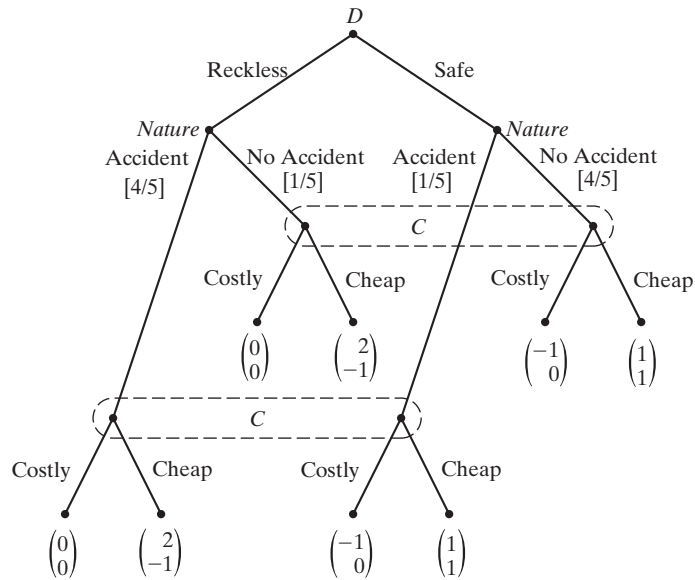 D
Reckless Safe
Nature Nature
Accident No Accident Accident No Accident
[4/5] [1/5] [1/5] [4/5]
C
Costly Cheap Costly Cheap
(0 0) (2 −1) (−1 0) (1 1)
C
Costly Cheap Costly Cheap
(0 0) (2 −1) (−1 0) (1 1)